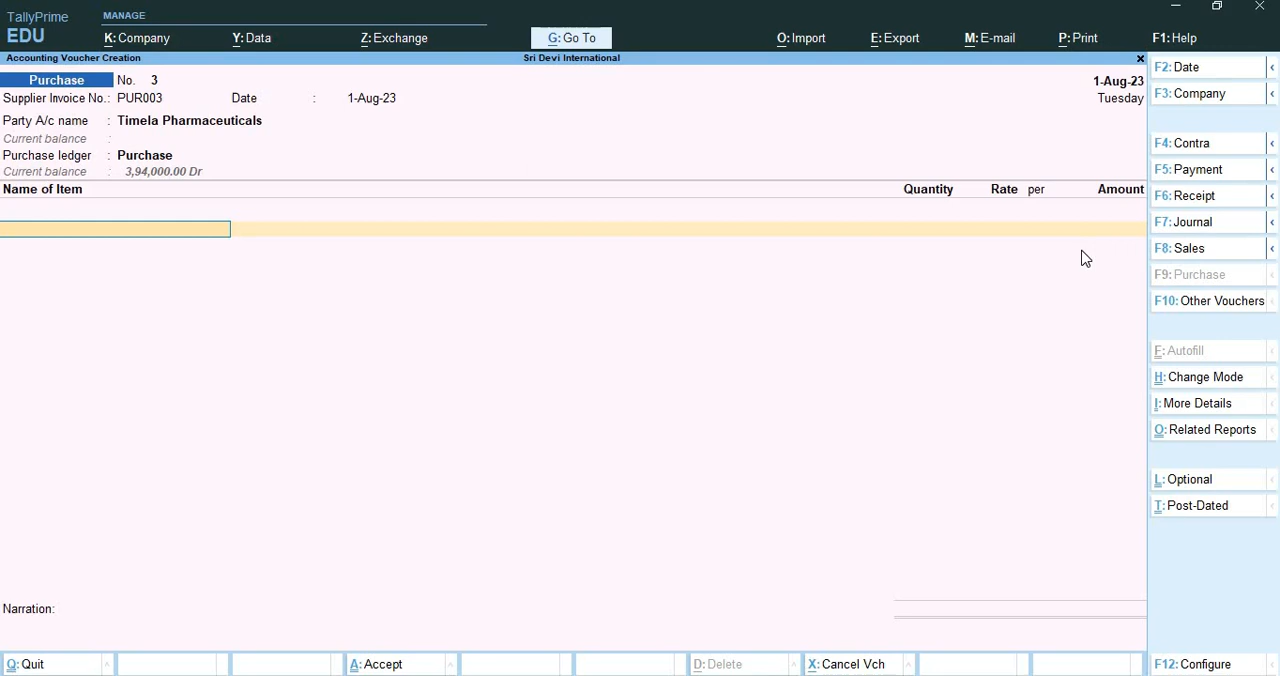 TallyPrime
EDU
MANAGE
K: Company Y: Data Z: Exchange G: Go To O: Import E: Export M: E-mail P: Print F1: Help
Accounting Voucher Creation Sri Devi International
Purchase No. 3 1-Aug-23
Supplier Invoice No.: PUR003 Date : 1-Aug-23 Tuesday
Party A/c name : Timela Pharmaceuticals
Current balance :
Purchase ledger : Purchase
Current balance : 3,94,000.00 Dr
Name of Item Quantity Rate per Amount
Narration:
Q: Quit A: Accept D: Delete X: Cancel Vch
F2: Date
F3: Company
F4: Contra
F5: Payment
F6: Receipt
F7: Journal
F8: Sales
F9: Purchase
F10: Other Vouchers
F: Autofill
H: Change Mode
I: More Details
O: Related Reports
L: Optional
T: Post-Dated
F12: Configure